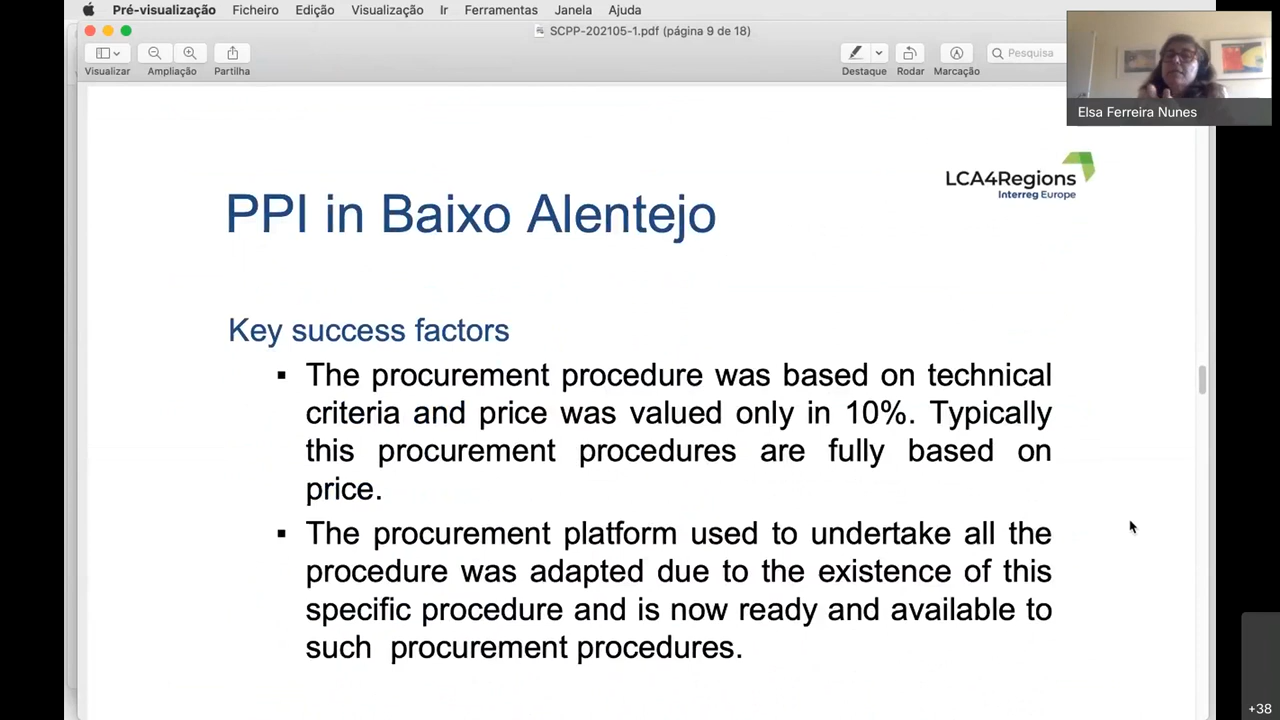 Pré-visualização Ficheiro Edição Visualização Ir Ferramentas Janela Ajuda
SCPP-202105-1.pdf (página 9 de 18)
Pesquisa
Visualizar Ampliação Partilha Destaque Rodar Marcação
Elsa Ferreira Nunes
LCA4Regions
Interreg Europe
PPI in Baixo Alentejo
Key success factors
▪ The procurement procedure was based on technical
criteria and price was valued only in 10%. Typically
this procurement procedures are fully based on
price.
▪ The procurement platform used to undertake all the
procedure was adapted due to the existence of this
specific procedure and is now ready and available to
such procurement procedures.
+38